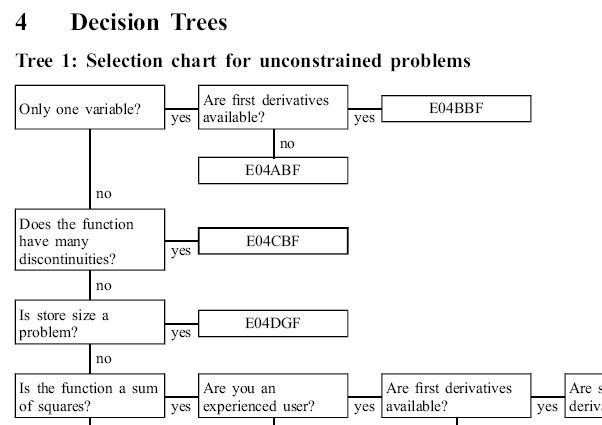 4 Decision Trees
Tree 1: Selection chart for unconstrained problems
Only one variable?
yes
Are first derivatives
available?
yes
E04BBF
no
E04ABF
no
Does the function
have many
discontinuities?
yes
E04CBF
no
Is store size a
problem?
yes
E04DGF
no
Is the function a sum
of squares?
yes
Are you an
experienced user?
yes
Are first derivatives
available?
yes
Are